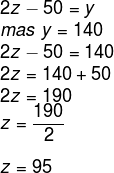 2z − 50 = y
mas y = 140
2z − 50 = 140
2z = 140 + 50
2z = 190
z = 190/2
z = 95